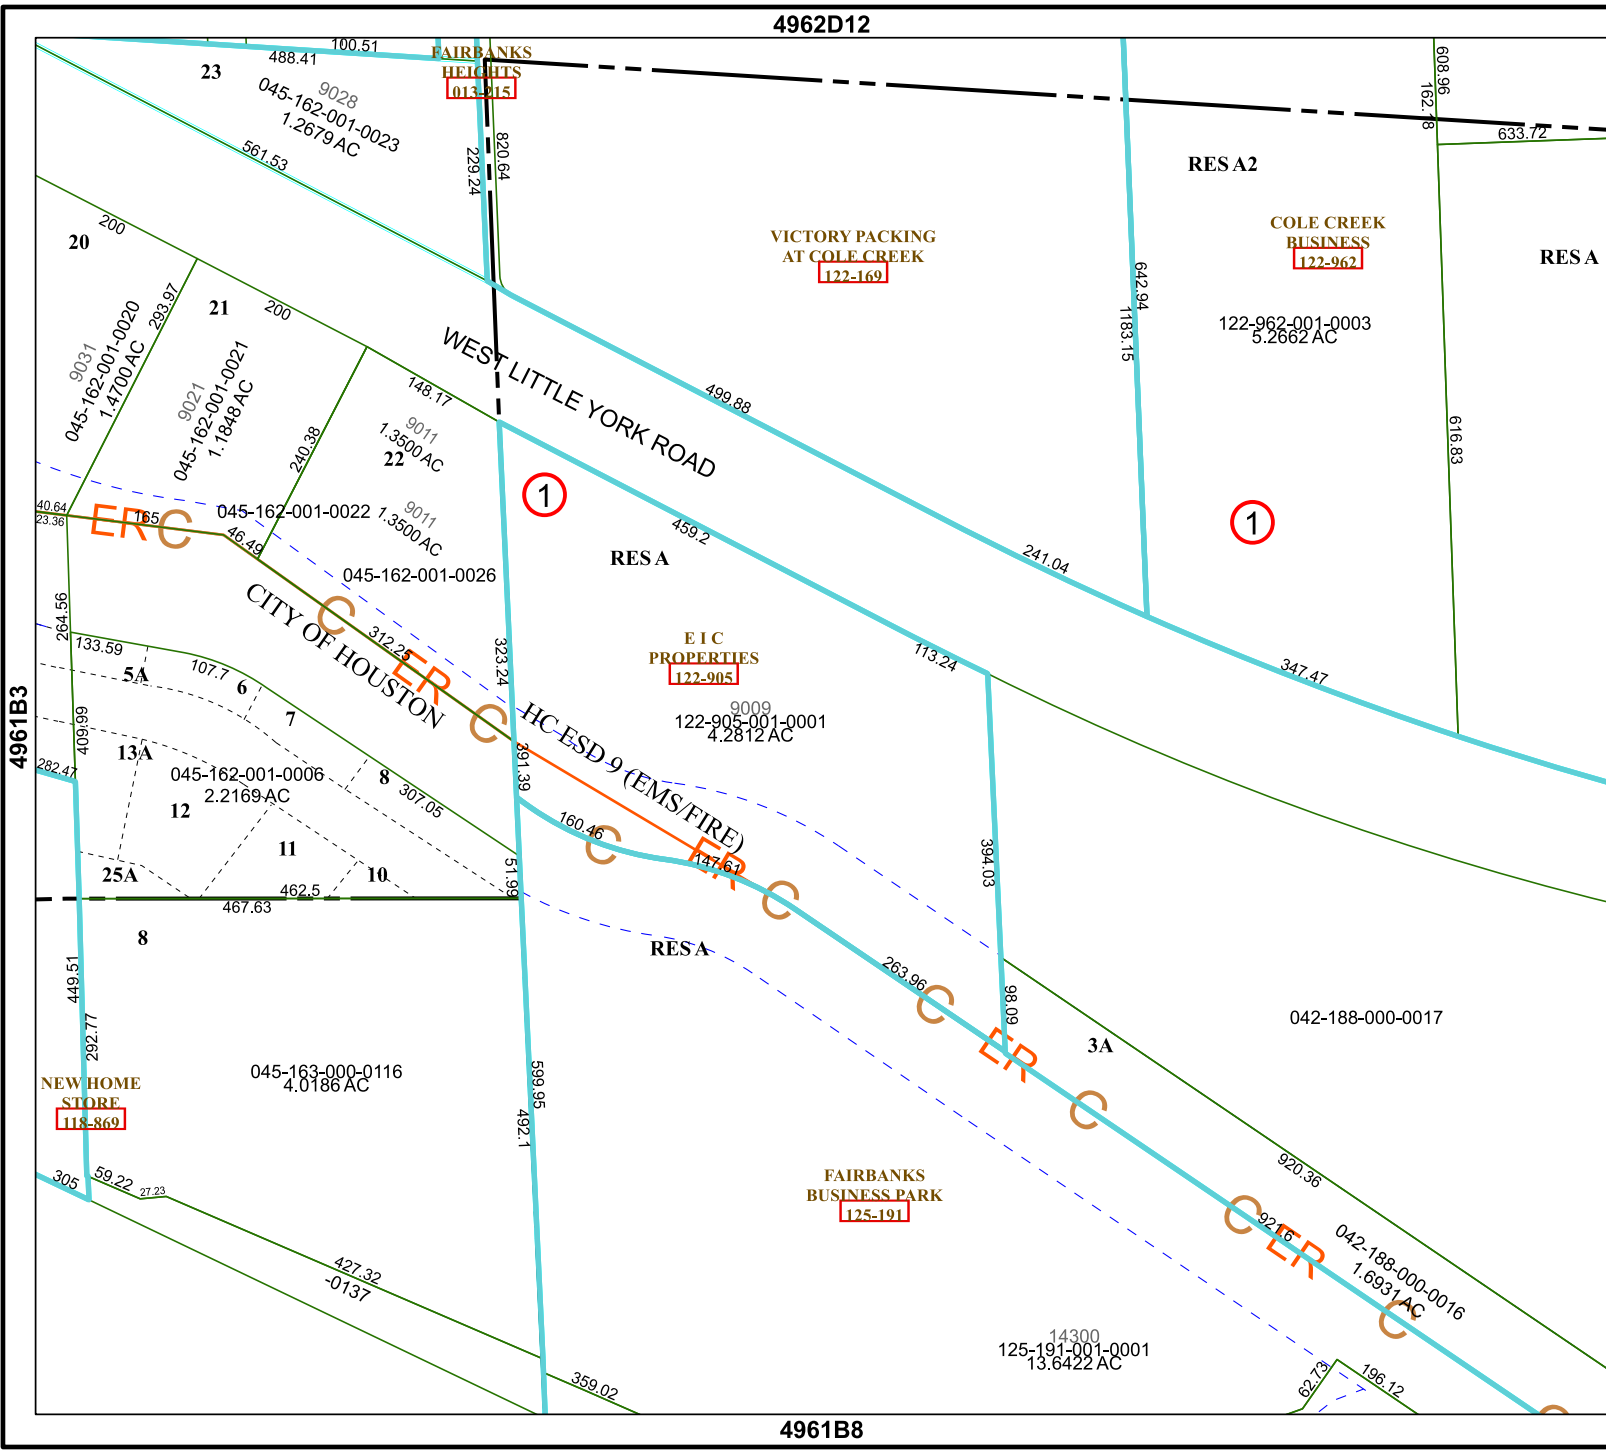 4962D12
100.51
488.41
FAIRBANKS
HEIGHTS
013-215
23
9028
045-162-001-0023
1.2679 AC
561.53
229.24
820.64
608.96
162.18
633.72
RES A2
COLE CREEK
BUSINESS
122-962
RES A
VICTORY PACKING
AT COLE CREEK
122-169
642.94
1183.15
122-962-001-0003
5.2662 AC
616.83
200
20
293.97
21
200
9031
045-162-001-0020
1.4700 AC
9021
045-162-001-0021
1.1848 AC
240.38
148.17
WEST LITTLE YORK ROAD
499.88
9011
1.3500 AC
22
045-162-001-0022
9011
1.3500 AC
045-162-001-0026
1
1
40.64
23.36
ER
165
C
46.49
459.2
RES A
241.04
CITY OF HOUSTON
C
312.25
ER
C
323.24
E I C
PROPERTIES
122-905
113.24
347.47
264.56
133.59
107.7
5A
6
7
9009
122-905-001-0001
4.2812 AC
HC ESD 9 (EMS/FIRE)
4961B3
409.99
13A
282.47
045-162-001-0006
2.2169 AC
8
307.05
12
391.39
160.46
C
ER
147.61
C
394.03
11
25A
10
51.99
462.5
467.63
8
RES A
449.51
263.96
C
98.09
ER
3A
042-188-000-0017
292.77
045-163-000-0116
4.0186 AC
599.95
492.1
NEW HOME
STORE
118-869
C
305
59.22
27.23
FAIRBANKS
BUSINESS PARK
125-191
920.36
C
921.6
ER
042-188-000-0016
1.6931 AC
C
427.32
-0137
14300
125-191-001-0001
13.6422 AC
359.02
62.73
196.12
C
4961B8